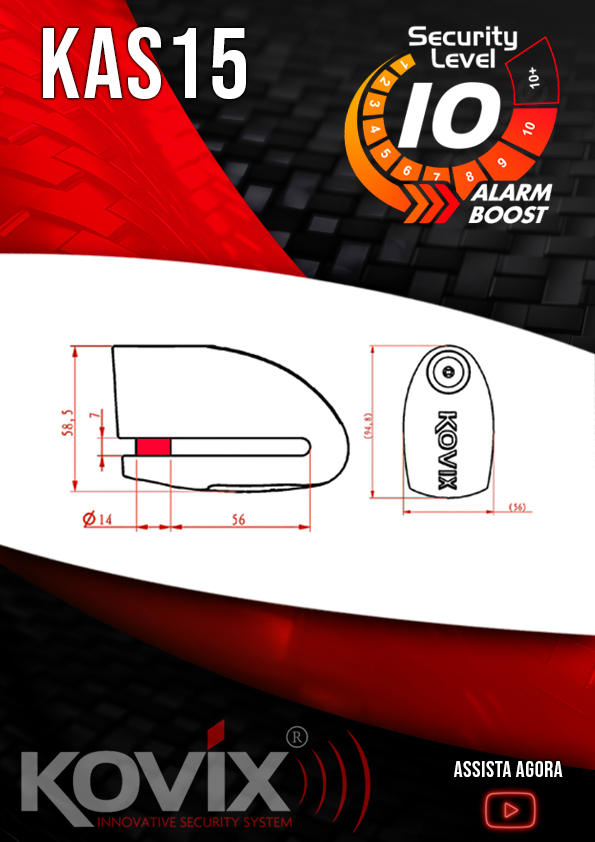 KAS15
Security
Level
10
1
2
3
4
5
6
7
8
9
10
10+
ALARM
BOOST
58,5
7
Ø14
56
(94,8)
KOVIX
(56)
KOVIX®
INNOVATIVE SECURITY SYSTEM
ASSISTA AGORA